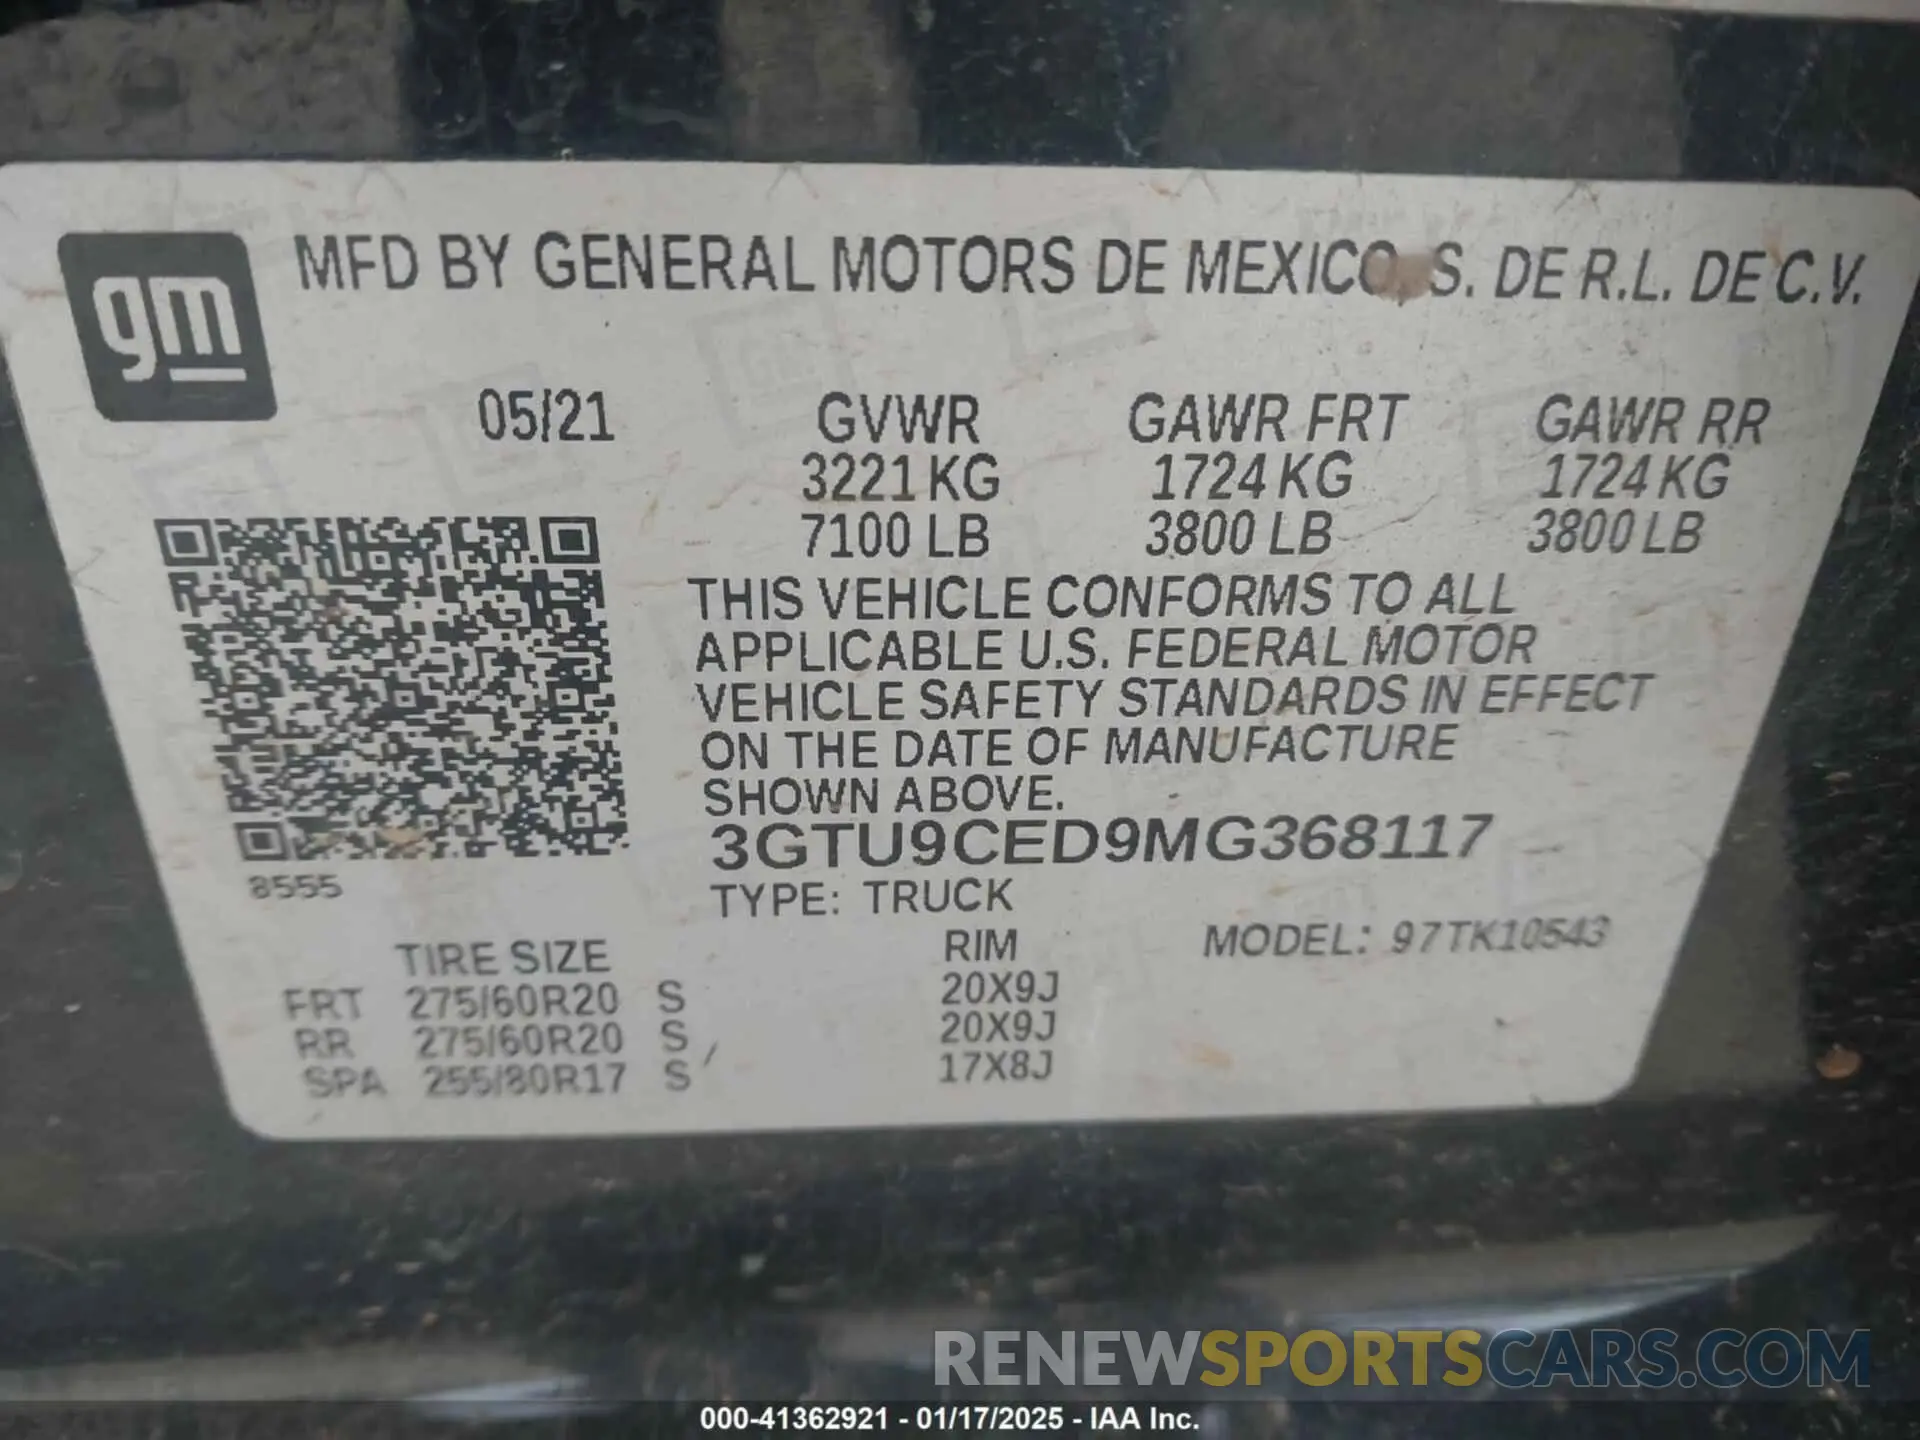 gm
MFD BY GENERAL MOTORS DE MEXICO, S. DE R.L. DE C.V.
05/21 GVWR GAWR FRT GAWR RR
3221 KG 1724 KG 1724 KG
7100 LB 3800 LB 3800 LB
THIS VEHICLE CONFORMS TO ALL
APPLICABLE U.S. FEDERAL MOTOR
VEHICLE SAFETY STANDARDS IN EFFECT
ON THE DATE OF MANUFACTURE
SHOWN ABOVE.
3GTU9CED9MG368117
8555
TYPE: TRUCK
TIRE SIZE RIM MODEL: 97TK10543
FRT 275/60R20 S 20X9J
RR 275/60R20 S 20X9J
SPA 255/80R17 S 17X8J
RENEWSPORTSCARS.COM
000-41362921 - 01/17/2025 - IAA Inc.